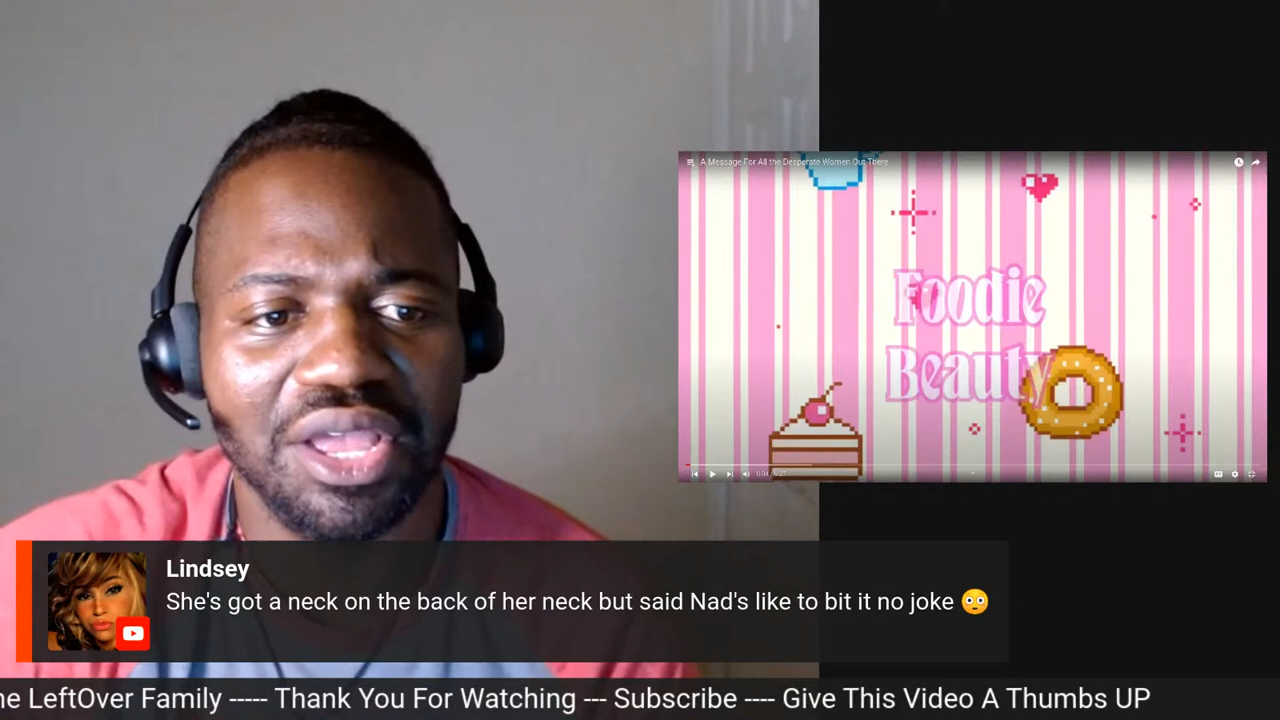 A Message For All the Desperate Women Out There
Foodie
Beauty
Lindsey
She's got a neck on the back of her neck but said Nad's like to bit it no joke 😳
he LeftOver Family ----- Thank You For Watching --- Subscribe ---- Give This Video A Thumbs UP